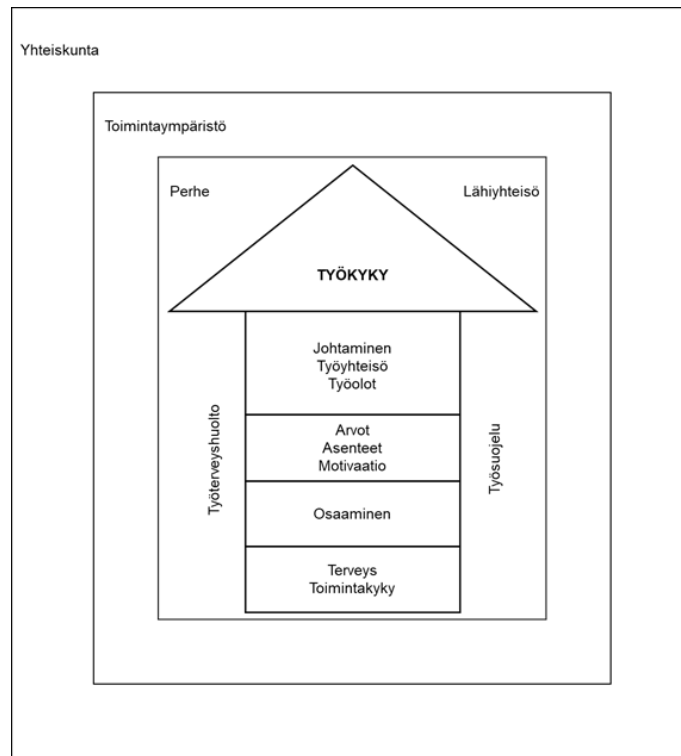 Yhteiskunta
Toimintaympäristö
Perhe
Lähiyhteisö
TYÖKYKY
Johtaminen
Työyhteisö
Työolot
Työterveyshuolto
Arvot
Asenteet
Motivaatio
Työsuojelu
Osaaminen
Terveys
Toimintakyky